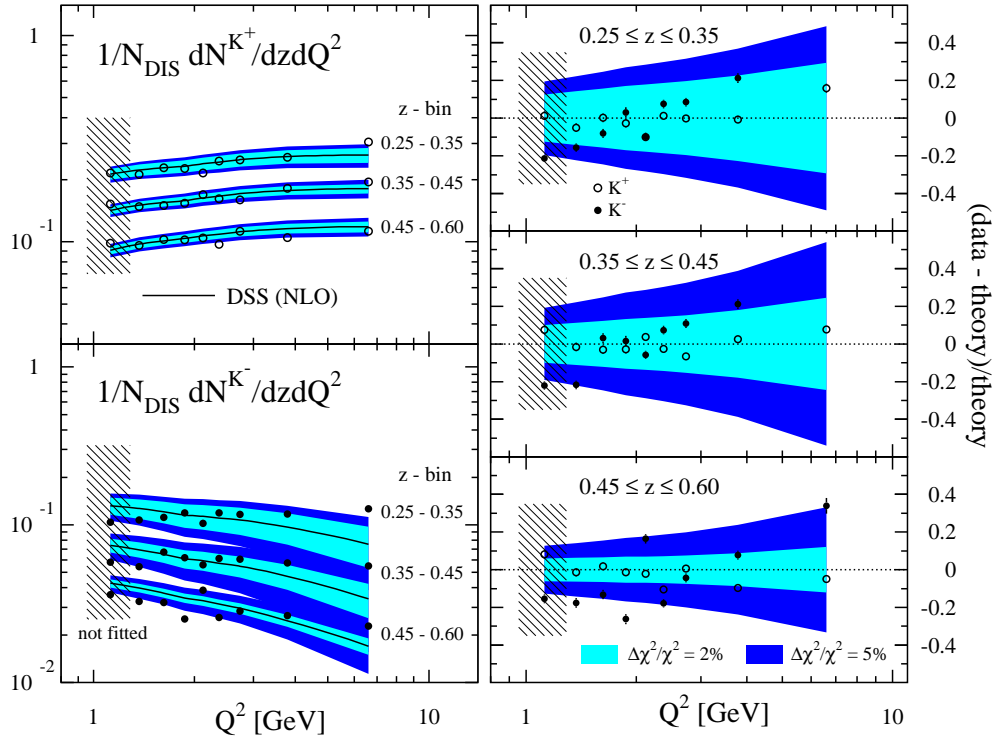 1/N_DIS dN^K+/dzdQ^2
z - bin
0.25 - 0.35
0.35 - 0.45
0.45 - 0.60
DSS (NLO)
1
10^-1
1/N_DIS dN^K-/dzdQ^2
z - bin
0.25 - 0.35
0.35 - 0.45
0.45 - 0.60
not fitted
1
10^-1
10^-2
1
10
Q^2 [GeV]
0.25 ≤ z ≤ 0.35
K^+
K^-
0.4
0.2
0
-0.2
-0.4
0.35 ≤ z ≤ 0.45
0.4
0.2
0
-0.2
-0.4
0.45 ≤ z ≤ 0.60
Δχ^2/χ^2 = 2%
Δχ^2/χ^2 = 5%
0.4
0.2
0
-0.2
-0.4
(data - theory)/theory
1
10
Q^2 [GeV]